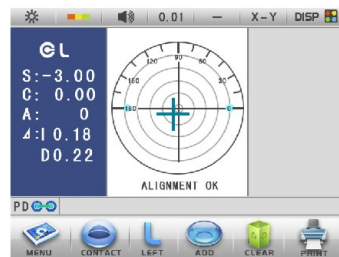 0.01 — X-Y DISP
L
S:-3.00
C: 0.00
A: 0
⊿:I 0.18
D0.22
180 150 120 90 60 30 0
ALIGNMENT OK
PD
MENU CONTACT LEFT ADD CLEAR PRINT